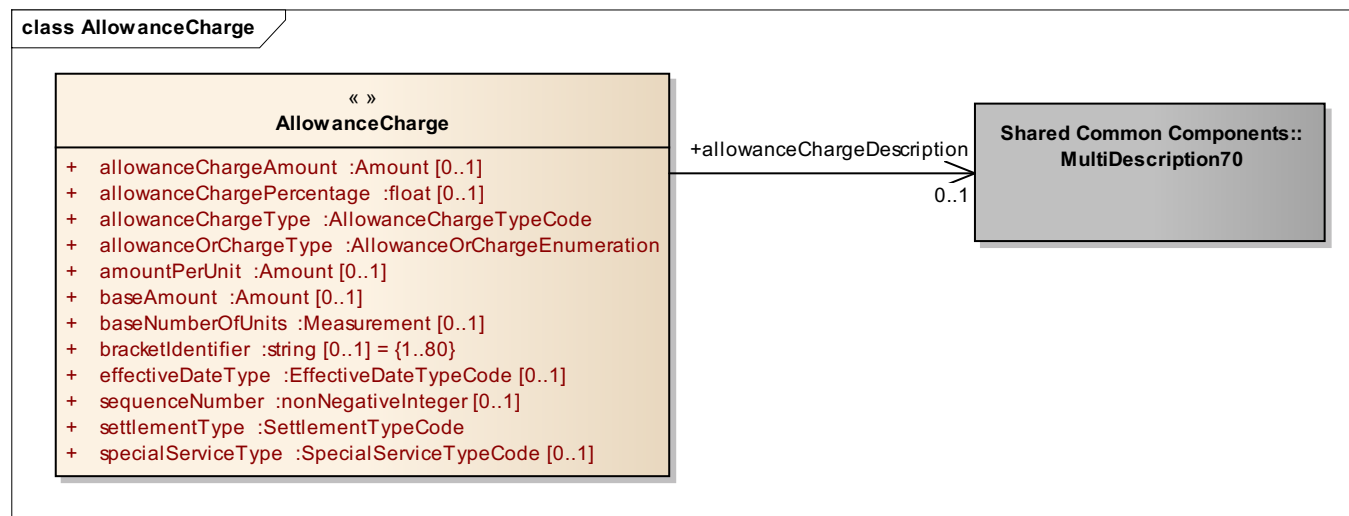 class AllowanceCharge
« »
AllowanceCharge
+ allowanceChargeAmount :Amount [0..1]
+ allowanceChargePercentage :float [0..1]
+ allowanceChargeType :AllowanceChargeTypeCode
+ allowanceOrChargeType :AllowanceOrChargeEnumeration
+ amountPerUnit :Amount [0..1]
+ baseAmount :Amount [0..1]
+ baseNumberOfUnits :Measurement [0..1]
+ bracketIdentifier :string [0..1] = {1..80}
+ effectiveDateType :EffectiveDateTypeCode [0..1]
+ sequenceNumber :nonNegativeInteger [0..1]
+ settlementType :SettlementTypeCode
+ specialServiceType :SpecialServiceTypeCode [0..1]
+allowanceChargeDescription
0..1
Shared Common Components::
MultiDescription70